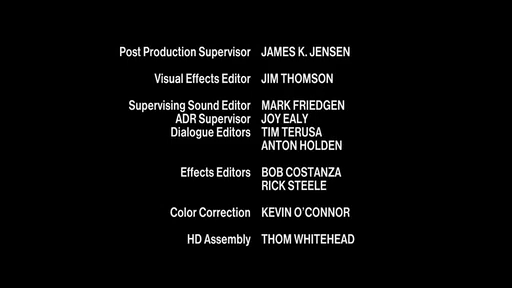 Post Production Supervisor JAMES K. JENSEN
Visual Effects Editor JIM THOMSON
Supervising Sound Editor MARK FRIEDGEN
ADR Supervisor JOY EALY
Dialogue Editors TIM TERUSA
ANTON HOLDEN
Effects Editors BOB COSTANZA
RICK STEELE
Color Correction KEVIN O'CONNOR
HD Assembly THOM WHITEHEAD